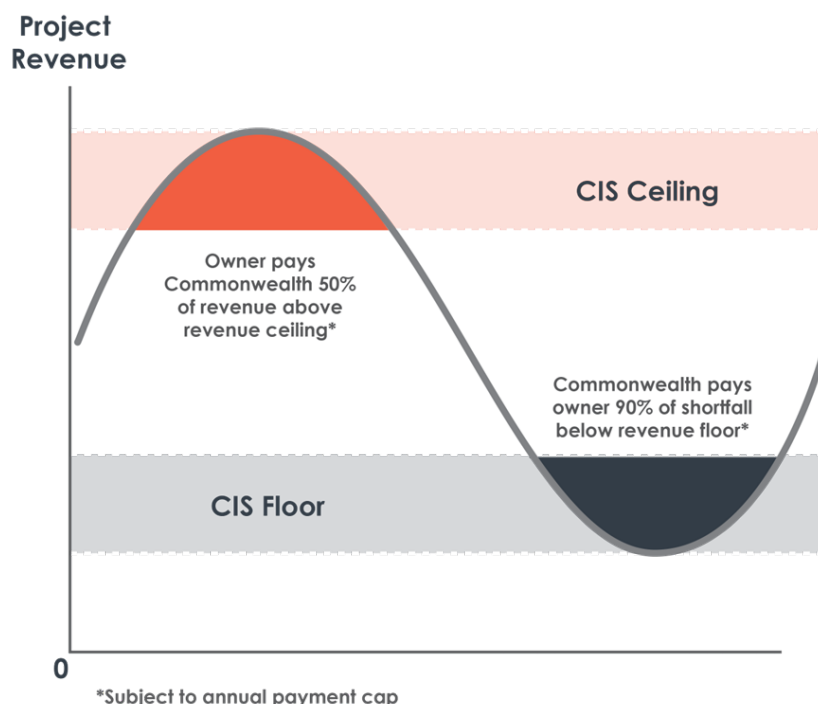 Project
Revenue
CIS Ceiling
Owner pays
Commonwealth 50%
of revenue above
revenue ceiling*
Commonwealth pays
owner 90% of shortfall
below revenue floor*
CIS Floor
0
*Subject to annual payment cap